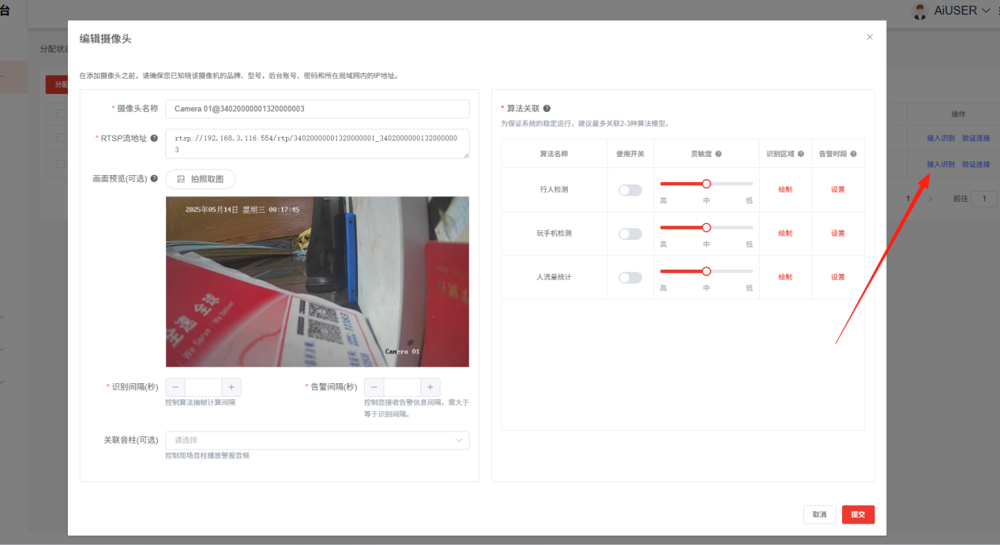 台
AiUSER
编辑摄像头
分配状态
在添加摄像头之前，请确保您已知晓该摄像机的品牌、型号，后台账号、密码和所在局域网内的IP地址。
分配
* 摄像头名称
Camera 01@34020000001320000003
* RTSP流地址
rtsp://192.168.3.116:554/rtp/34020000001320000001_3402000000132000000
3
画面预览(可选)
拍照取图
2025年05月14日 星期三 00:17:45
全速 全球
We Serve
We Deliver
Camera 01
* 识别间隔(秒)
控制算法抽帧计算间隔
* 告警间隔(秒)
控制您接收告警信息间隔，需大于
等于识别间隔。
关联音柱(可选)
请选择
控制现场音柱播放警报音频
* 算法关联
为保证系统的稳定运行，建议最多关联2-3种算法模型。
算法名称 使用开关 灵敏度 识别区域 告警时段
行人检测 高 中 低 绘制 设置
玩手机检测 高 中 低 绘制 设置
人流量统计 高 中 低 绘制 设置
操作
接入识别 验证连接
接入识别 验证连接
1 > 前往 1
取消 提交